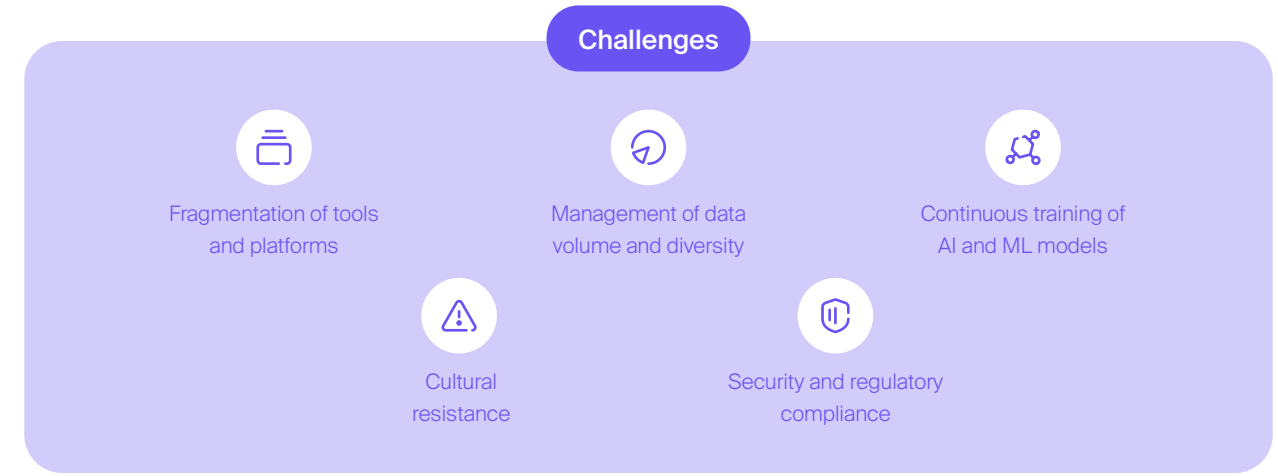 Challenges
Fragmentation of tools
and platforms
Management of data
volume and diversity
Continuous training of
AI and ML models
Cultural
resistance
Security and regulatory
compliance